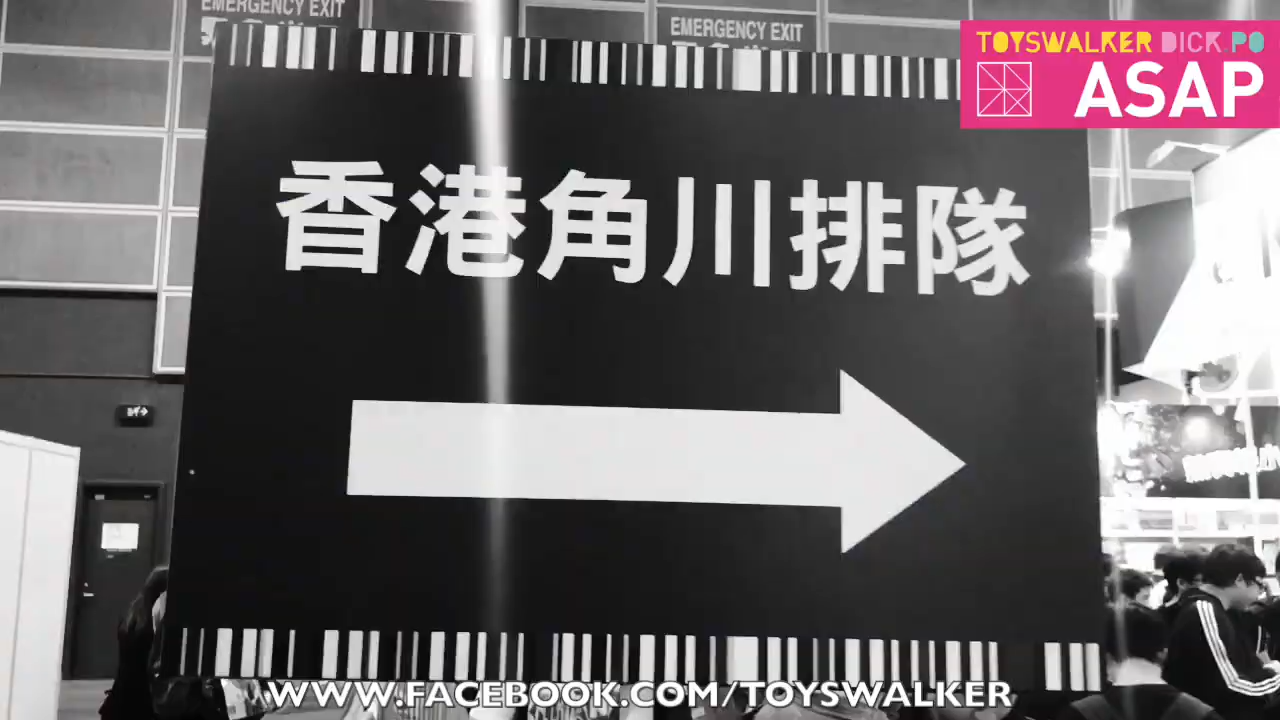 EMERGENCY EXIT
EMERGENCY EXIT
TOYSWALKER DICK.PO
ASAP
香港角川排隊
WWW.FACEBOOK.COM/TOYSWALKER